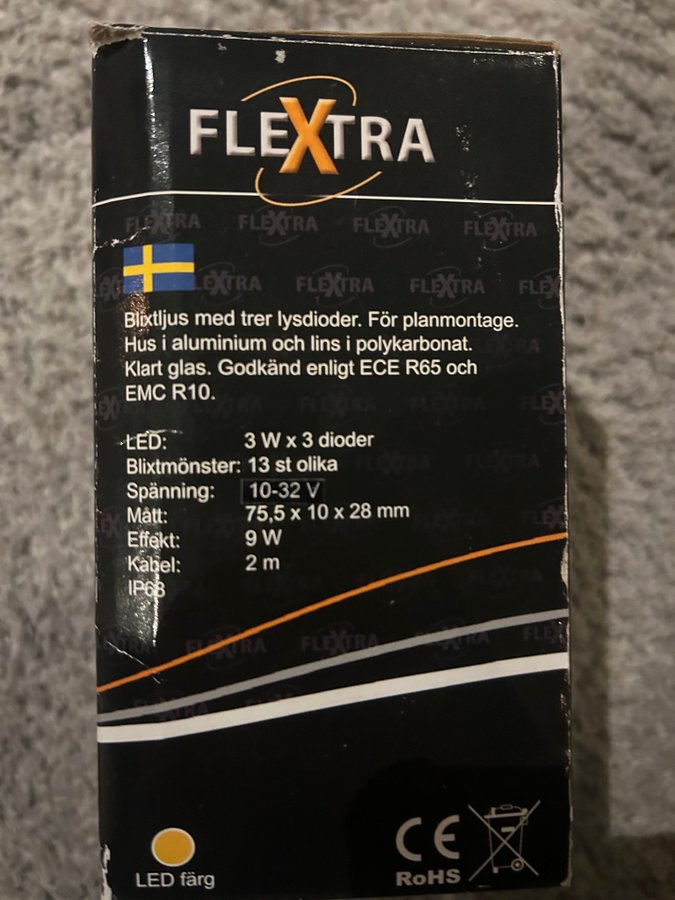 FLEXTRA
Blixtljus med trer lysdioder. För planmontage.
Hus i aluminium och lins i polykarbonat.
Klart glas. Godkänd enligt ECE R65 och
EMC R10.
LED: 3 W x 3 dioder
Blixtmönster: 13 st olika
Spänning: 10-32 V
Mått: 75,5 x 10 x 28 mm
Effekt: 9 W
Kabel: 2 m
IP68
LED färg
CE
RoHS